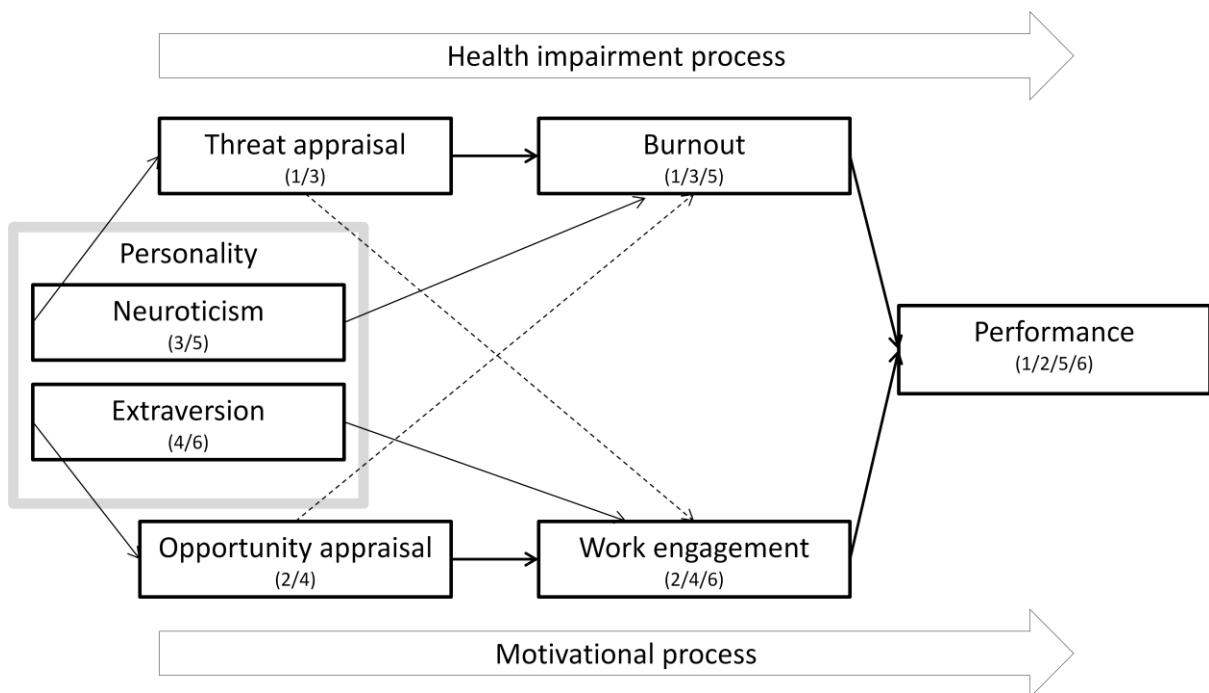 Health impairment process
Threat appraisal
(1/3)
Burnout
(1/3/5)
Personality
Neuroticism
(3/5)
Extraversion
(4/6)
Performance
(1/2/5/6)
Opportunity appraisal
(2/4)
Work engagement
(2/4/6)
Motivational process